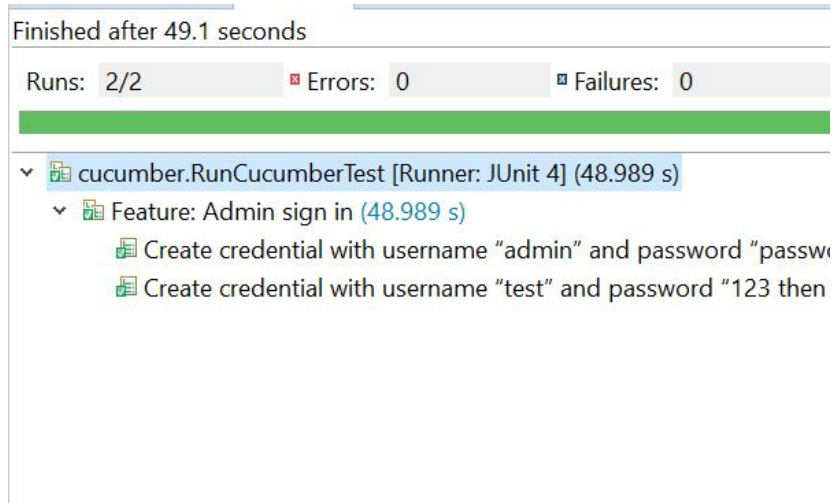 Finished after 49.1 seconds
Runs: 2/2 Errors: 0 Failures: 0
cucumber.RunCucumberTest [Runner: JUnit 4] (48.989 s)
Feature: Admin sign in (48.989 s)
Create credential with username “admin” and password “passwo
Create credential with username “test” and password “123 then